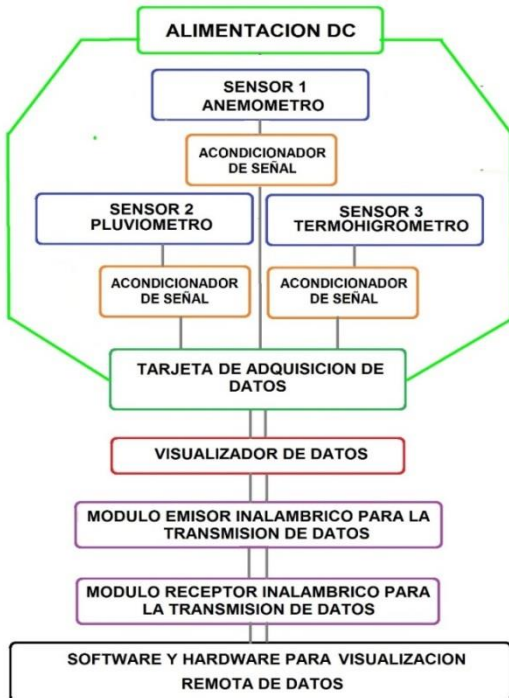 ALIMENTACION DC
SENSOR 1
ANEMOMETRO
ACONDICIONADOR
DE SEÑAL
SENSOR 2
PLUVIOMETRO
SENSOR 3
TERMOHIGROMETRO
ACONDICIONADOR
DE SEÑAL
ACONDICIONADOR
DE SEÑAL
TARJETA DE ADQUISICION DE
DATOS
VISUALIZADOR DE DATOS
MODULO EMISOR INALAMBRICO PARA LA
TRANSMISION DE DATOS
MODULO RECEPTOR INALAMBRICO PARA
LA TRANSMISION DE DATOS
SOFTWARE Y HARDWARE PARA VISUALIZACION
REMOTA DE DATOS